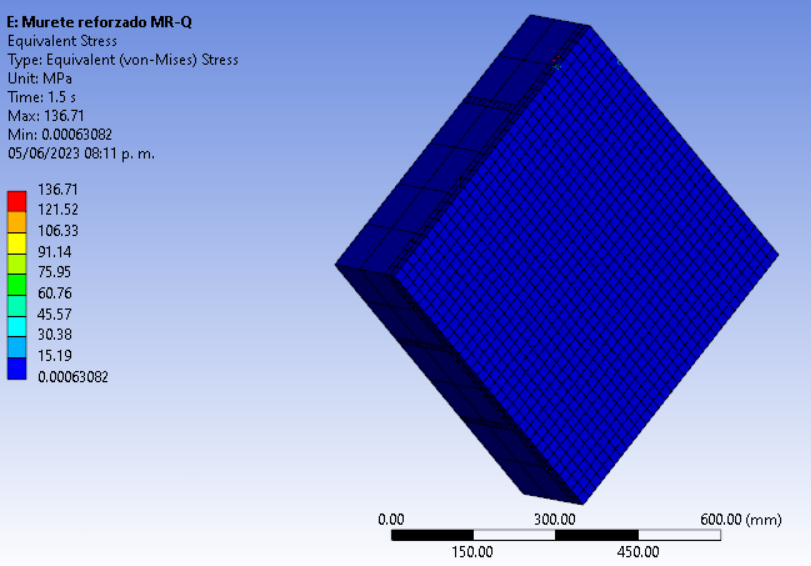 E: Murete reforzado MR-Q
Equivalent Stress
Type: Equivalent (von-Mises) Stress
Unit: MPa
Time: 1.5 s
Max: 136.71
Min: 0.00063082
05/06/2023 08:11 p. m.
136.71
121.52
106.33
91.14
75.95
60.76
45.57
30.38
15.19
0.00063082
0.00 300.00 600.00 (mm)
150.00 450.00